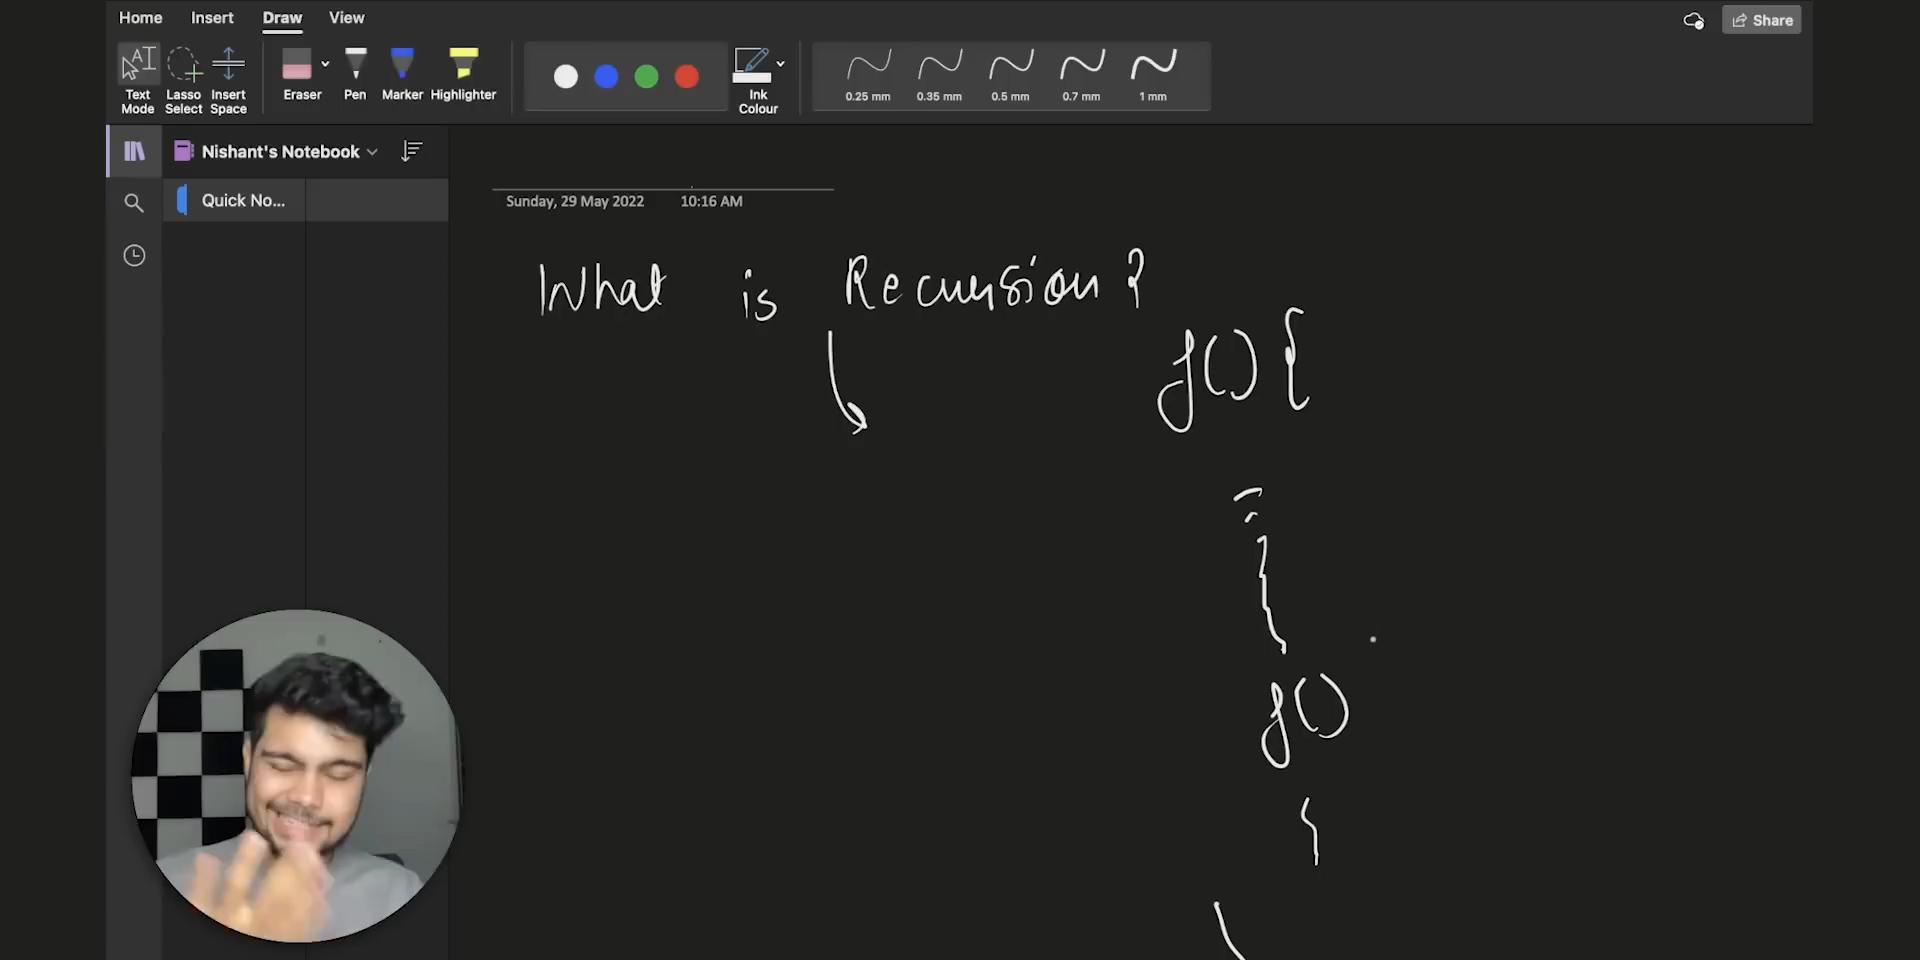 Home Insert Draw View
Share
Text Mode
Lasso Select
Insert Space
Eraser
Pen
Marker
Highlighter
Ink Colour
0.25 mm
0.35 mm
0.5 mm
0.7 mm
1 mm
Nishant's Notebook
Quick No...
Sunday, 29 May 2022 10:16 AM
What is Recursion?
f() {
f()